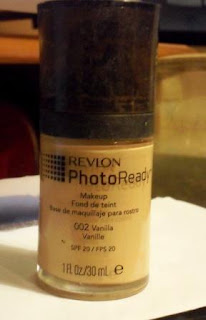 REVLON
PhotoReady
Makeup
Fond de teint
Base de maquillaje para rostro
002 Vanilla
Vanille
SPF 20 / FPS 20
1 fl. oz/30 mL e